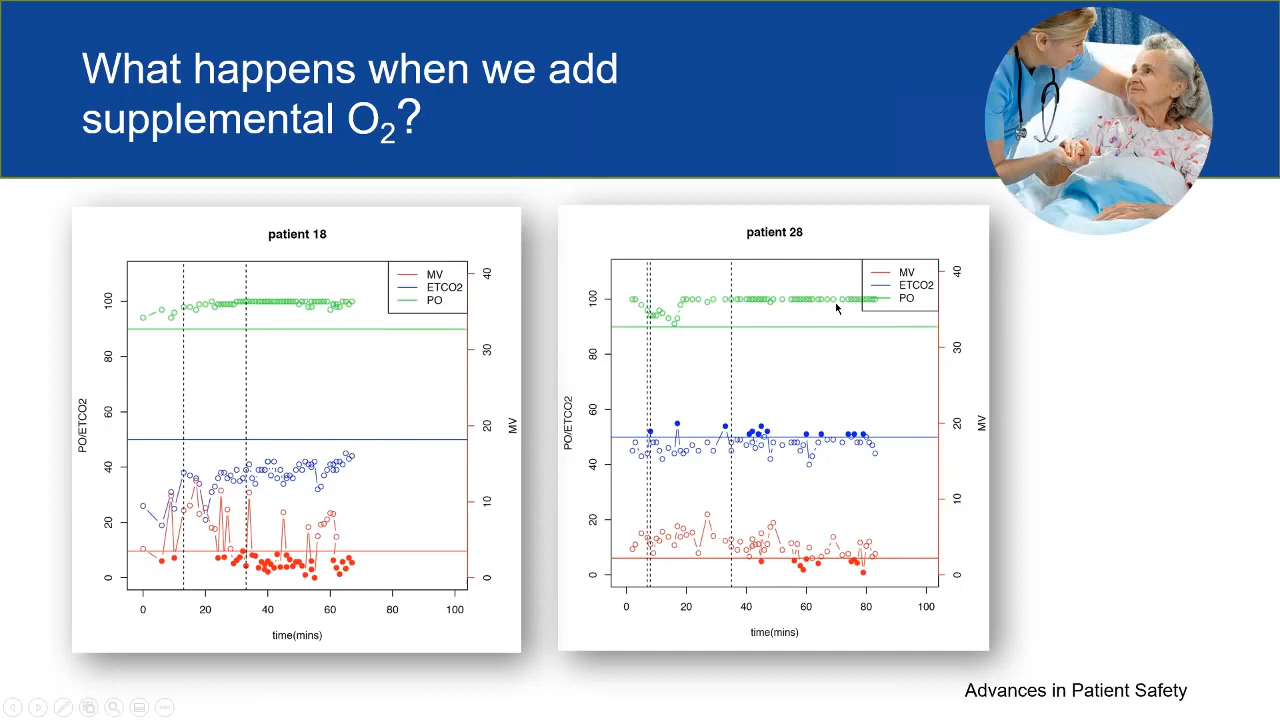 What happens when we add
supplemental O2?
patient 18
MV
ETCO2
PO
100
80
60
40
20
0
PO/ETCO2
40
30
20
10
0
MV
0
20
40
60
80
100
time(mins)
patient 28
MV
ETCO2
PO
100
80
60
40
20
0
PO/ETCO2
40
30
20
10
0
MV
0
20
40
60
80
100
time(mins)
Advances in Patient Safety